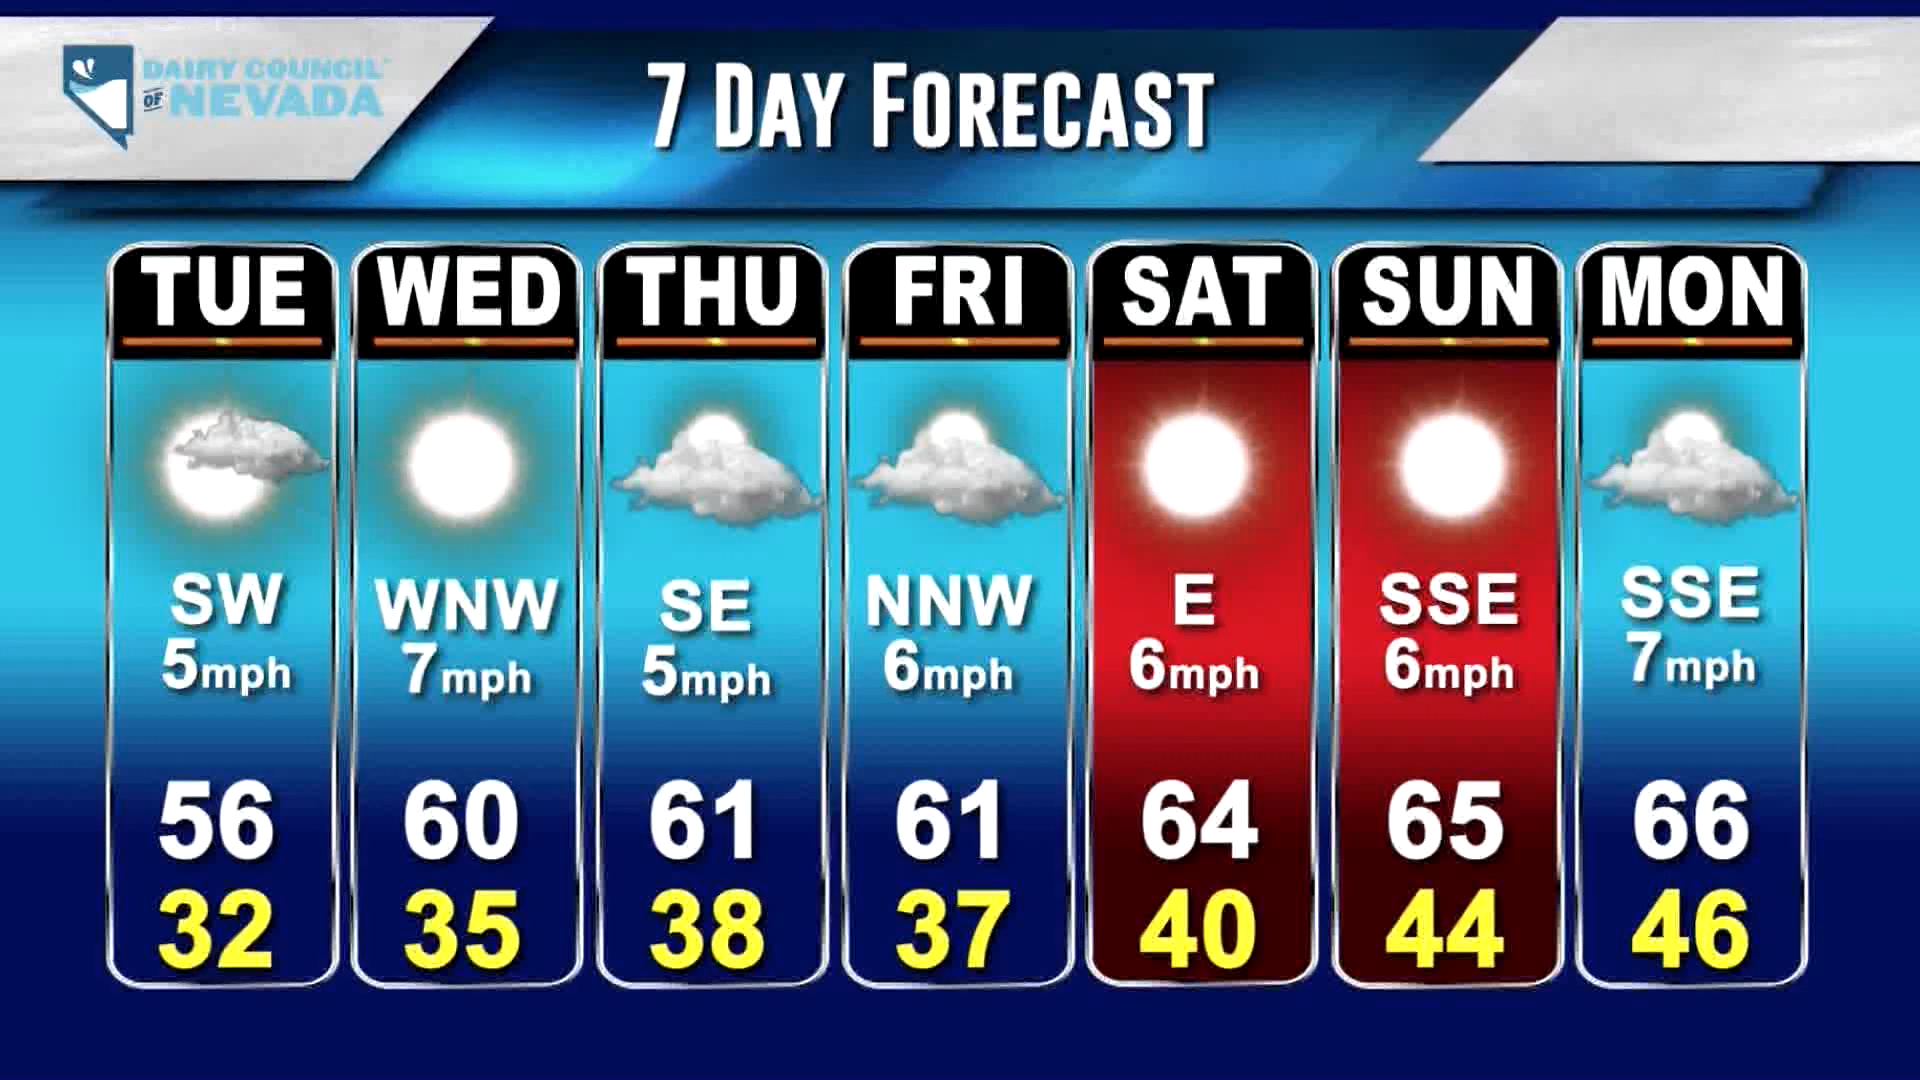 DAIRY COUNCIL
OF NEVADA
7 DAY FORECAST
TUE
SW
5mph
56
32
WED
WNW
7mph
60
35
THU
SE
5mph
61
38
FRI
NNW
6mph
61
37
SAT
E
6mph
64
40
SUN
SSE
6mph
65
44
MON
SSE
7mph
66
46